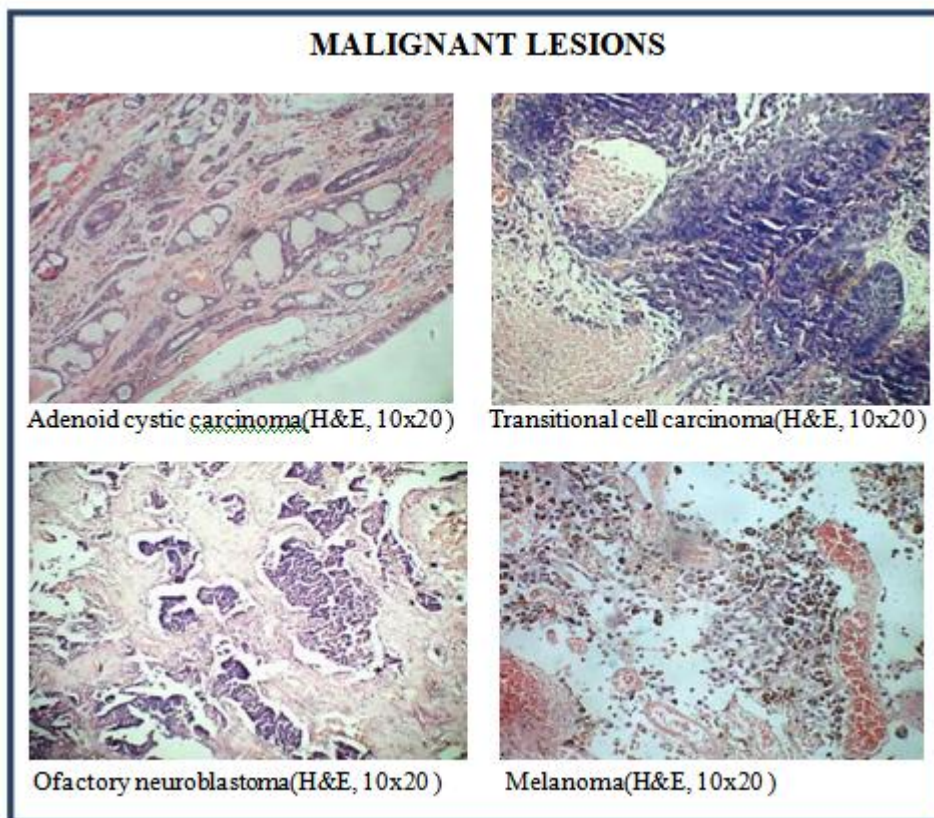 MALIGNANT LESIONS
Adenoid cystic carcinoma(H&E, 10x20 )
Transitional cell carcinoma(H&E, 10x20 )
Ofactory neuroblastoma(H&E, 10x20 )
Melanoma(H&E, 10x20 )